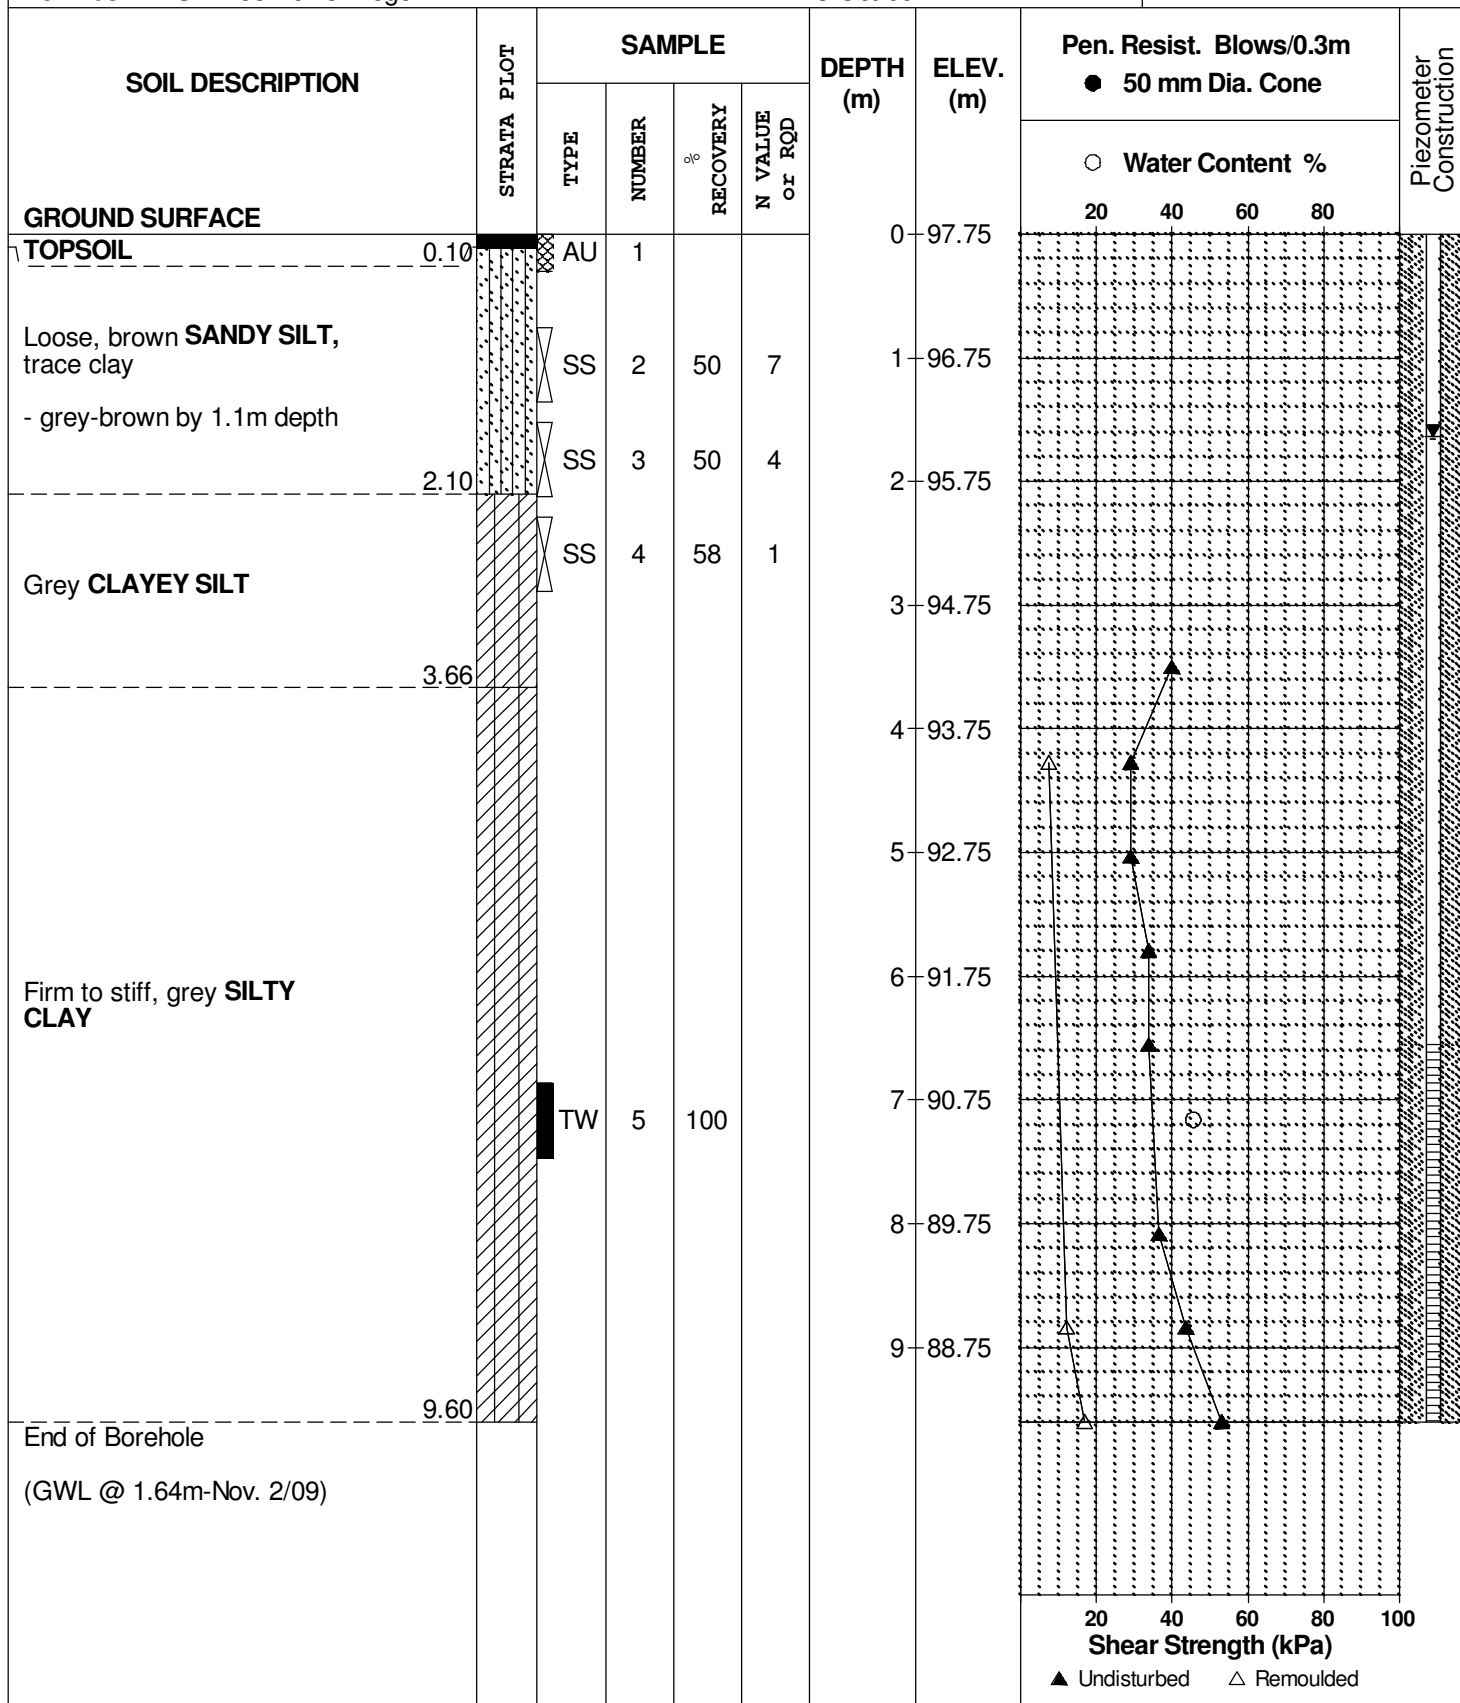 SOIL DESCRIPTION
GROUND SURFACE
STRATA PLOT
SAMPLE
TYPE
NUMBER
%
RECOVERY
N VALUE
or RQD
DEPTH
(m)
ELEV.
(m)
Pen. Resist. Blows/0.3m
● 50 mm Dia. Cone
○ Water Content %
20 40 60 80
Piezometer
Construction
TOPSOIL 0.10
AU 1
0 97.75
Loose, brown SANDY SILT,
trace clay
SS 2 50 7
1 96.75
- grey-brown by 1.1m depth
SS 3 50 4
2.10
2 95.75
SS 4 58 1
Grey CLAYEY SILT
3 94.75
3.66
4 93.75
5 92.75
6 91.75
Firm to stiff, grey SILTY
CLAY
TW 5 100
7 90.75
8 89.75
9 88.75
9.60
End of Borehole
(GWL @ 1.64m-Nov. 2/09)
20 40 60 80 100
Shear Strength (kPa)
▲ Undisturbed △ Remoulded